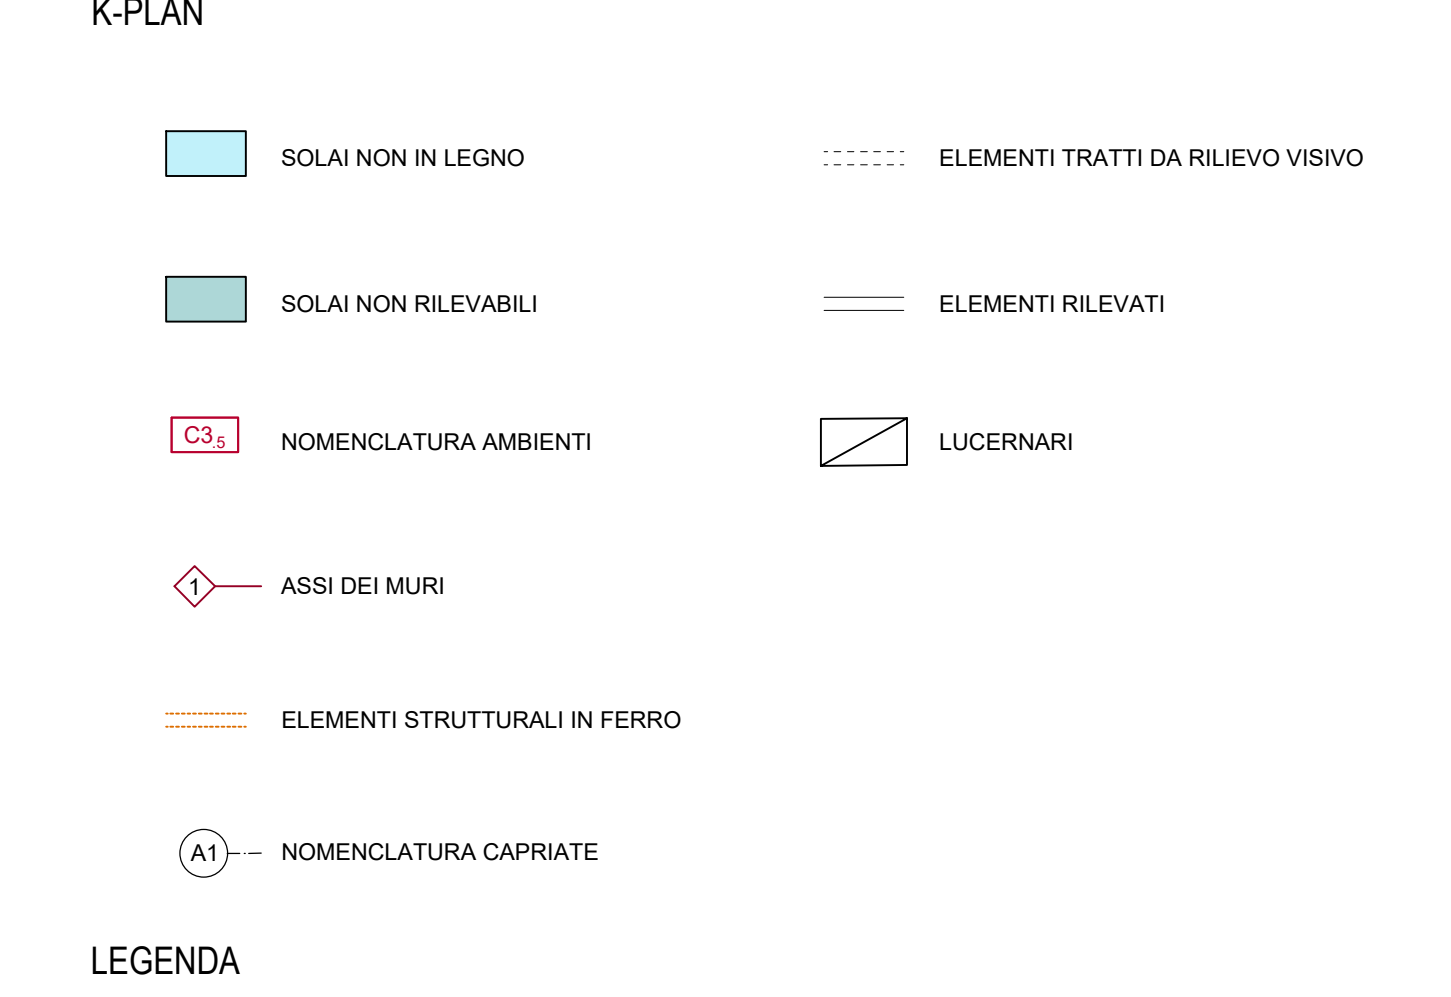 K-PLAN
SOLAI NON IN LEGNO
ELEMENTI TRATTI DA RILIEVO VISIVO
SOLAI NON RILEVABILI
ELEMENTI RILEVATI
C3.5 NOMENCLATURA AMBIENTI
LUCERNARI
1 ASSI DEI MURI
ELEMENTI STRUTTURALI IN FERRO
A1 NOMENCLATURA CAPRIATE
LEGENDA